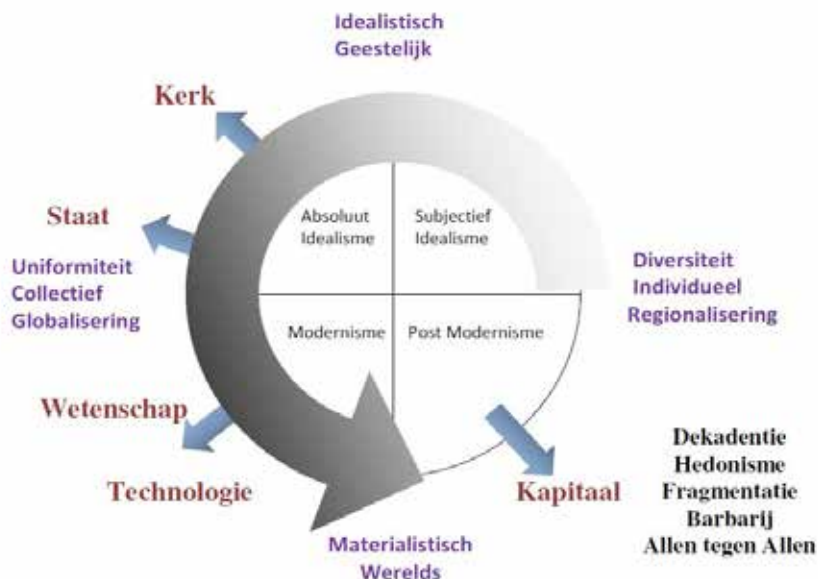 Idealistisch
Geestelijk
Kerk
Staat
Absoluut
Idealisme
Subjectief
Idealisme
Uniformiteit
Collectief
Globalisering
Diversiteit
Individueel
Regionalisering
Modernisme
Post Modernisme
Wetenschap
Technologie
Kapitaal
Dekadentie
Hedonisme
Fragmentatie
Barbarij
Allen tegen Allen
Materialistisch
Werelds